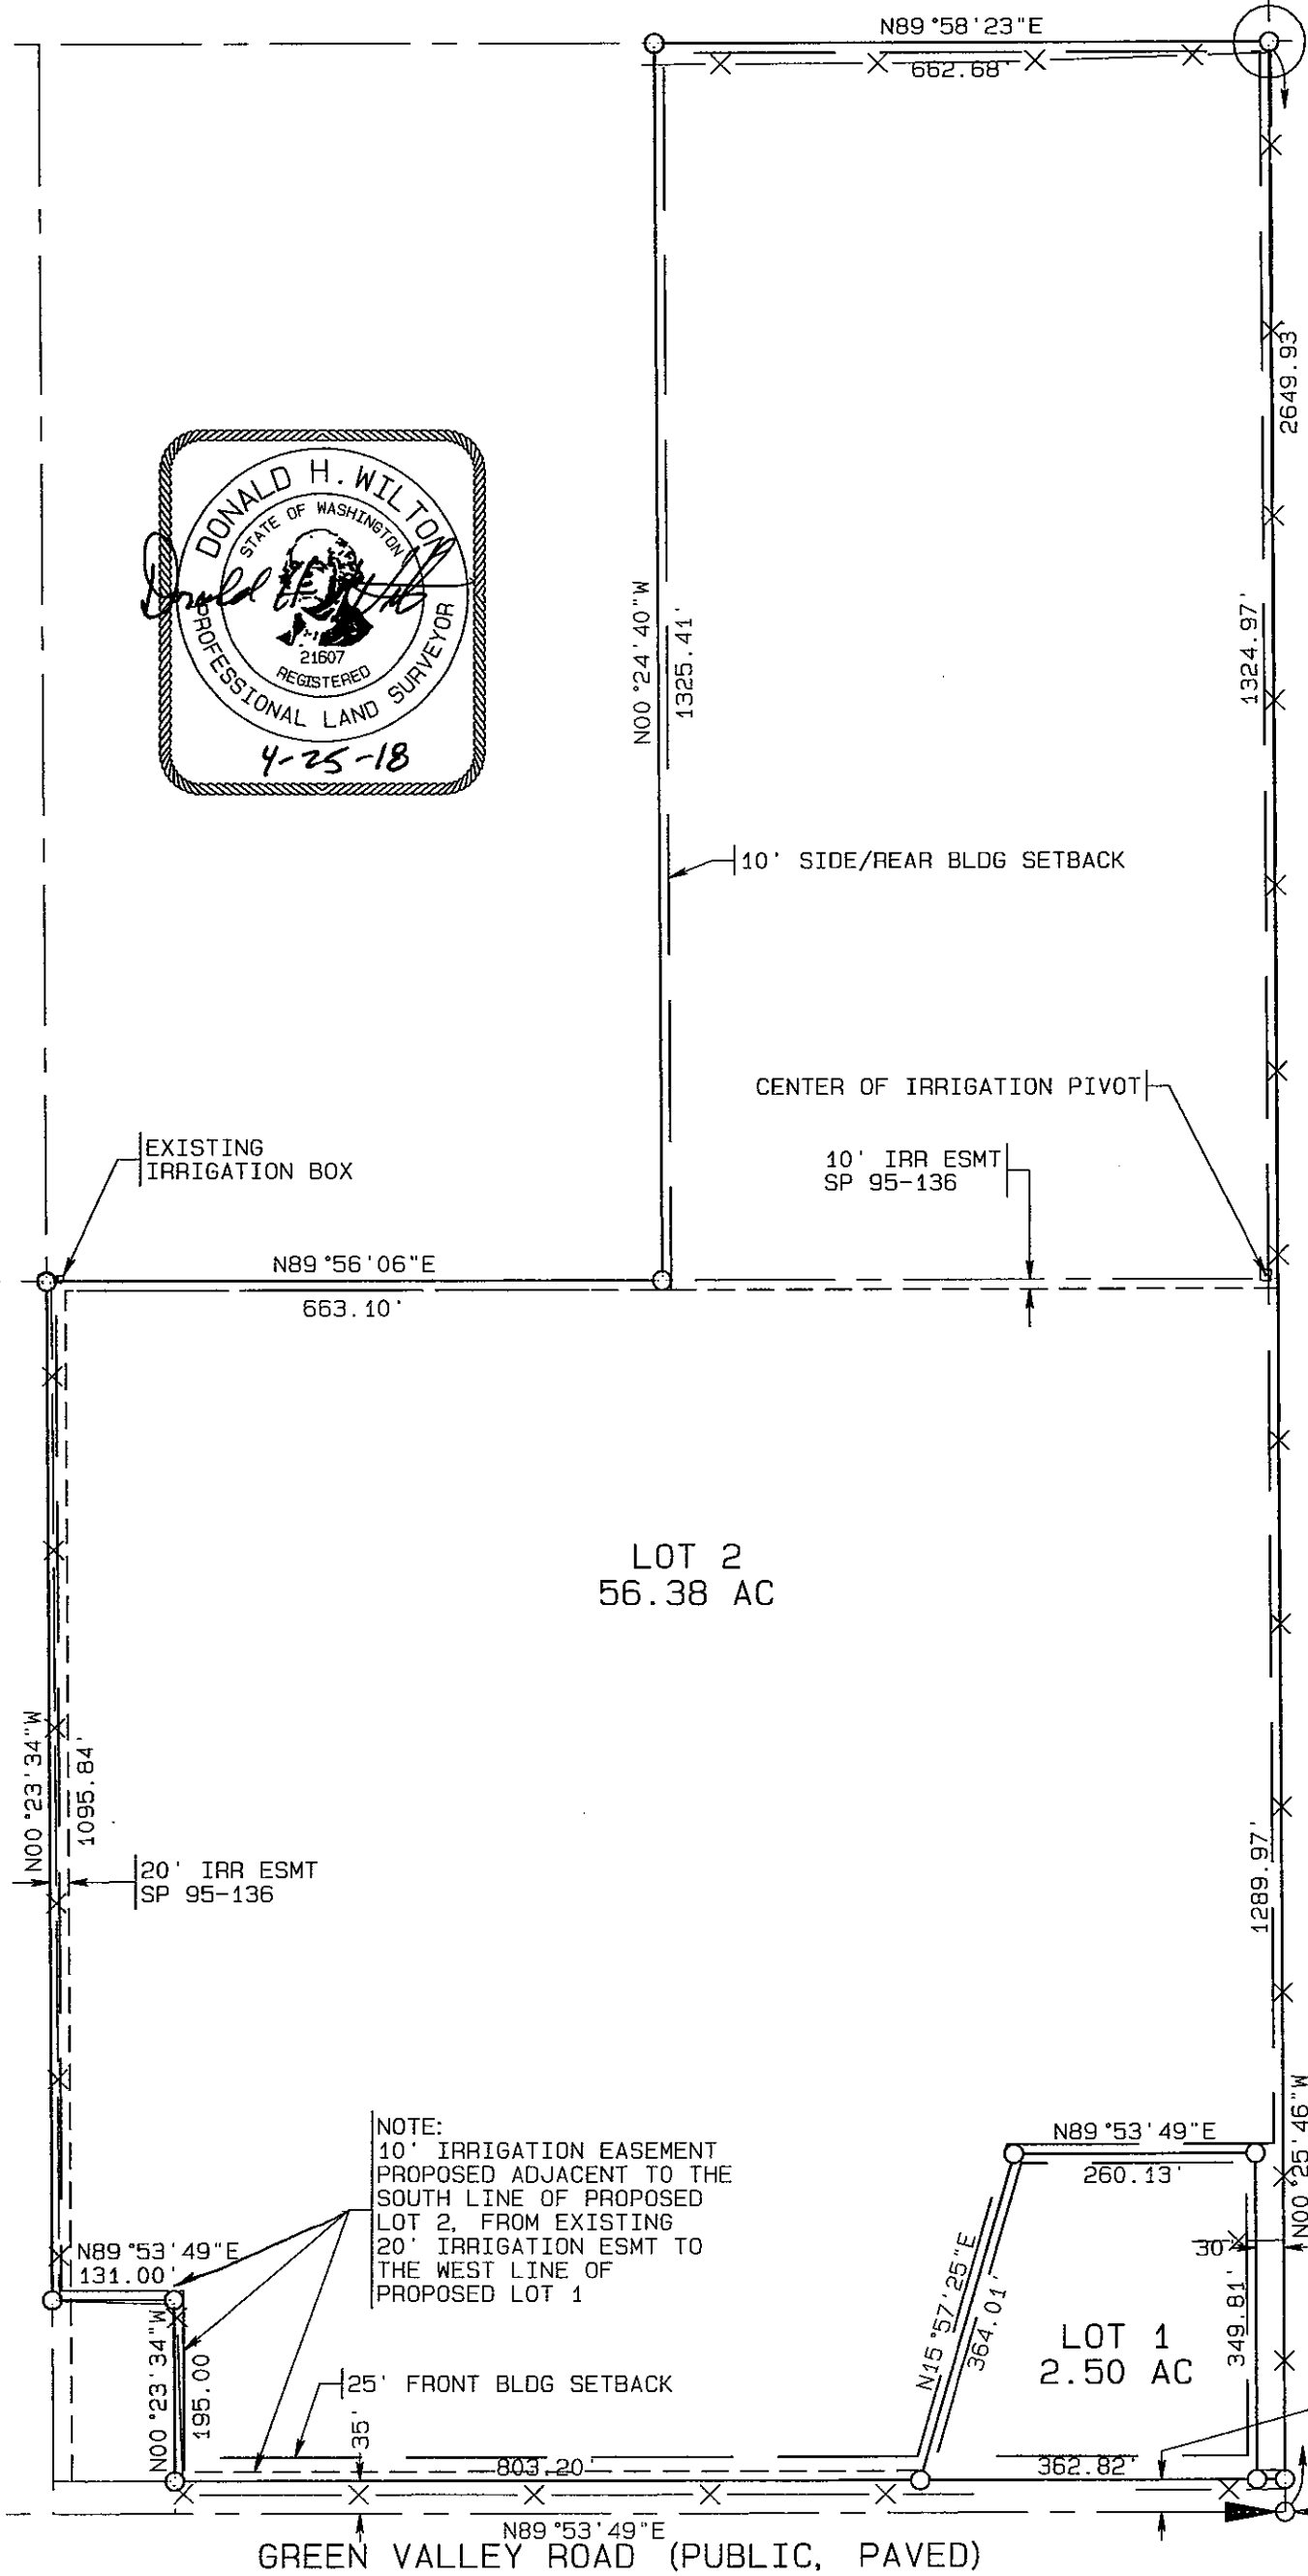 N89°58'23"E
662.68'
2649.93'
DONALD H. WILTON
STATE OF WASHINGTON
Donald H. Wilton
21607
REGISTERED
PROFESSIONAL LAND SURVEYOR
4-25-18
N00°24'40"W
1325.41'
1324.97'
10' SIDE/REAR BLDG SETBACK
CENTER OF IRRIGATION PIVOT
EXISTING
IRRIGATION BOX
10' IRR ESMT
SP 95-136
N89°56'06"E
663.10'
LOT 2
56.38 AC
N00°23'34"W
1095.84'
20' IRR ESMT
SP 95-136
1289.97'
N00°25'46"W
NOTE:
10' IRRIGATION EASEMENT
PROPOSED ADJACENT TO THE
SOUTH LINE OF PROPOSED
LOT 2, FROM EXISTING
20' IRRIGATION ESMT TO
THE WEST LINE OF
PROPOSED LOT 1
N89°53'49"E
260.13'
N89°53'49"E
131.00'
30'
N15°57'25"E
364.01'
349.81'
LOT 1
2.50 AC
N00°23'34"W
195.00'
25' FRONT BLDG SETBACK
35'
803.20
362.82'
N89°53'49"E
GREEN VALLEY ROAD (PUBLIC, PAVED)